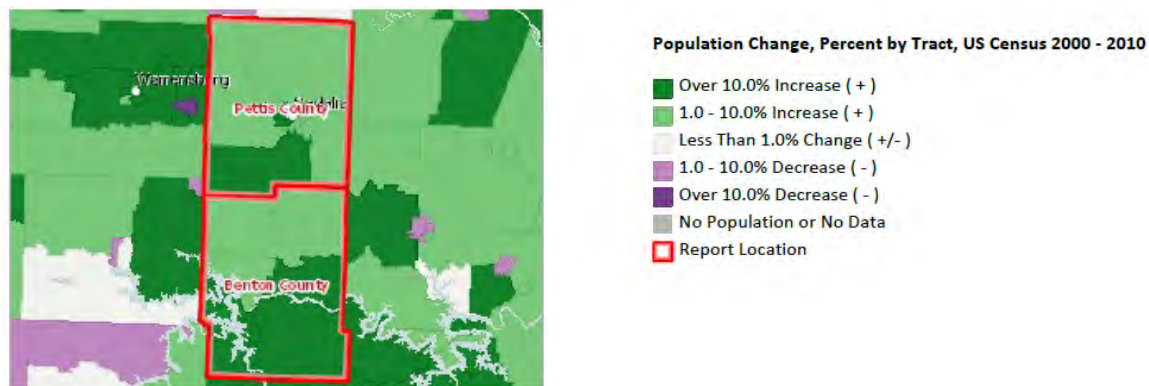 Warrensburg
Pettis County
Benton County
Population Change, Percent by Tract, US Census 2000 - 2010
Over 10.0% Increase ( + )
1.0 - 10.0% Increase ( + )
Less Than 1.0% Change ( +/- )
1.0 - 10.0% Decrease ( - )
Over 10.0% Decrease ( - )
No Population or No Data
Report Location